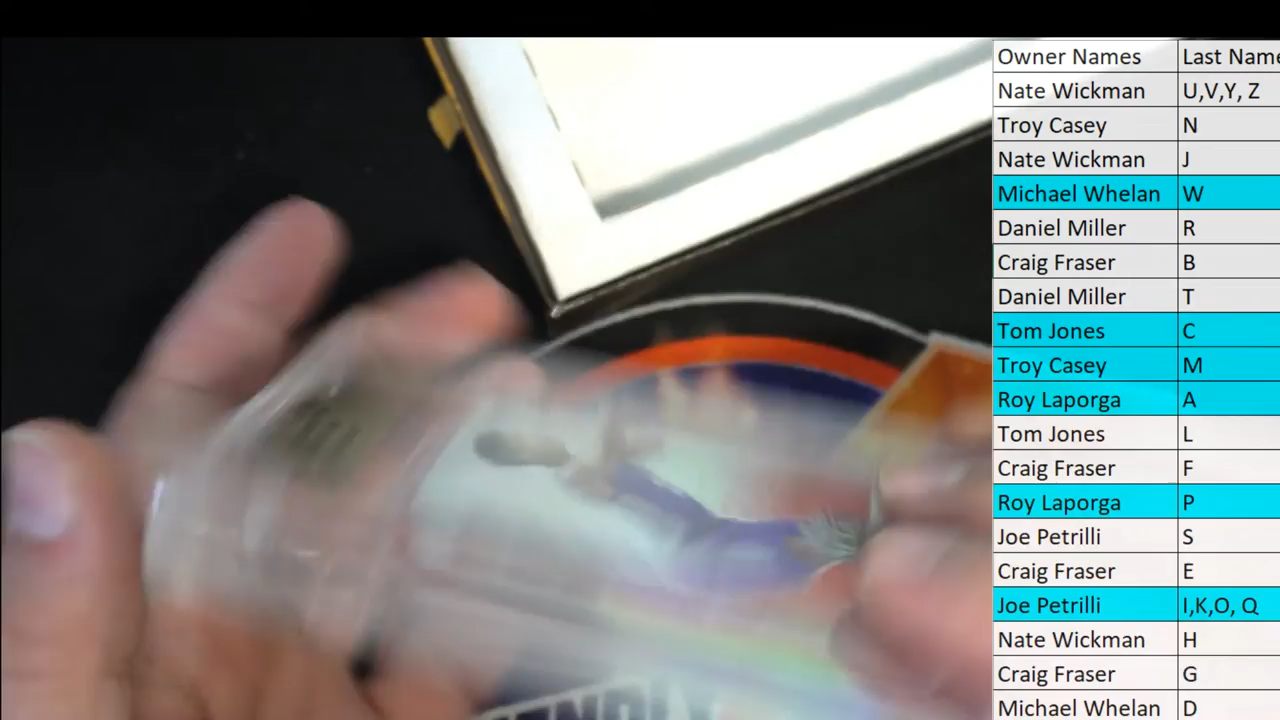 Owner Names Last Name
Nate Wickman U,V,Y, Z
Troy Casey N
Nate Wickman J
Michael Whelan W
Daniel Miller R
Craig Fraser B
Daniel Miller T
Tom Jones C
Troy Casey M
Roy Laporga A
Tom Jones L
Craig Fraser F
Roy Laporga P
Joe Petrilli S
Craig Fraser E
Joe Petrilli I,K,O, Q
Nate Wickman H
Craig Fraser G
Michael Whelan D